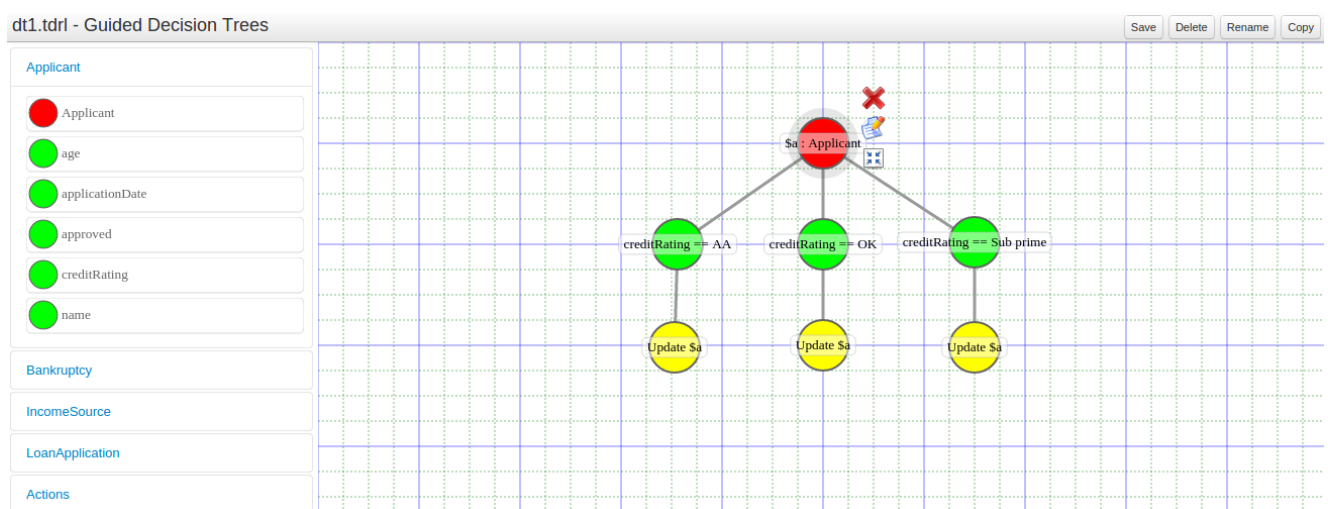 dt1.tdrl - Guided Decision Trees
Save
Delete
Rename
Copy
Applicant
Applicant
age
applicationDate
approved
creditRating
name
Bankruptcy
IncomeSource
LoanApplication
Actions
$a : Applicant
creditRating == AA
creditRating == OK
creditRating == Sub prime
Update $a
Update $a
Update $a